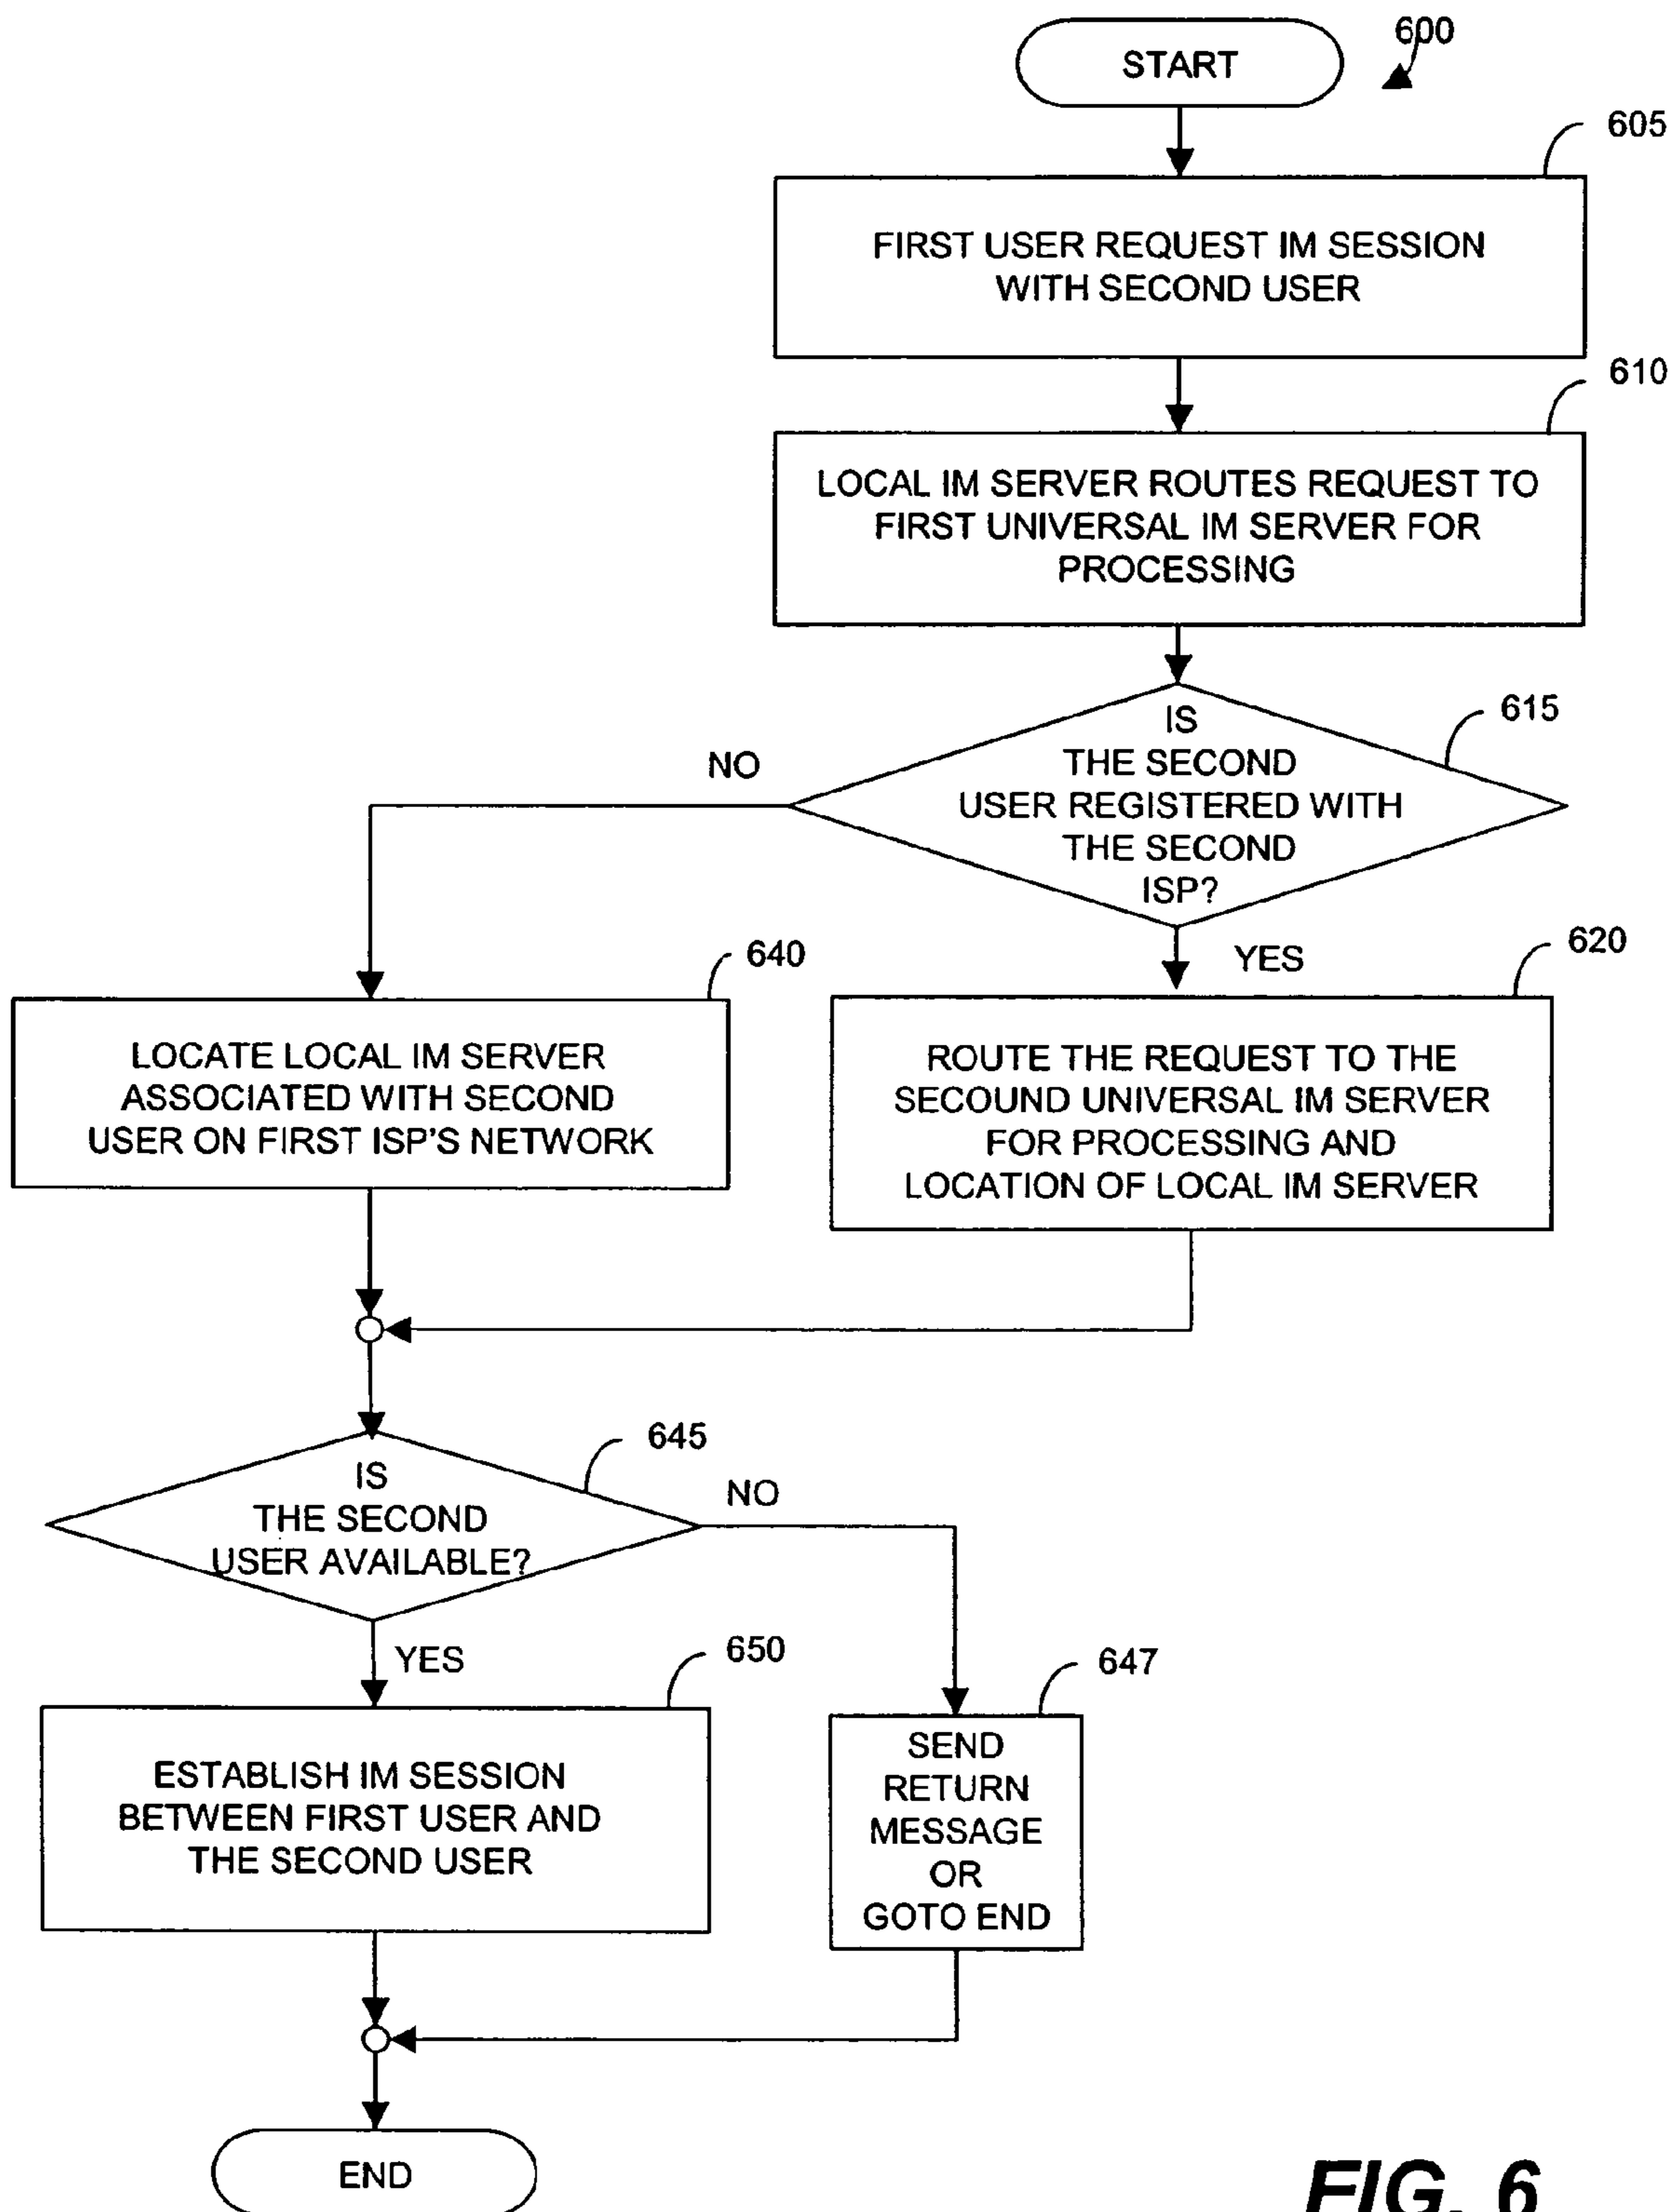 START
600
605
FIRST USER REQUEST IM SESSION
WITH SECOND USER
610
LOCAL IM SERVER ROUTES REQUEST TO
FIRST UNIVERSAL IM SERVER FOR
PROCESSING
615
IS
THE SECOND
USER REGISTERED WITH
THE SECOND
ISP?
NO
YES
640
LOCATE LOCAL IM SERVER
ASSOCIATED WITH SECOND
USER ON FIRST ISP'S NETWORK
620
ROUTE THE REQUEST TO THE
SECOUND UNIVERSAL IM SERVER
FOR PROCESSING AND
LOCATION OF LOCAL IM SERVER
645
IS
THE SECOND
USER AVAILABLE?
NO
YES
650
ESTABLISH IM SESSION
BETWEEN FIRST USER AND
THE SECOND USER
647
SEND
RETURN
MESSAGE
OR
GOTO END
END
FIG. 6